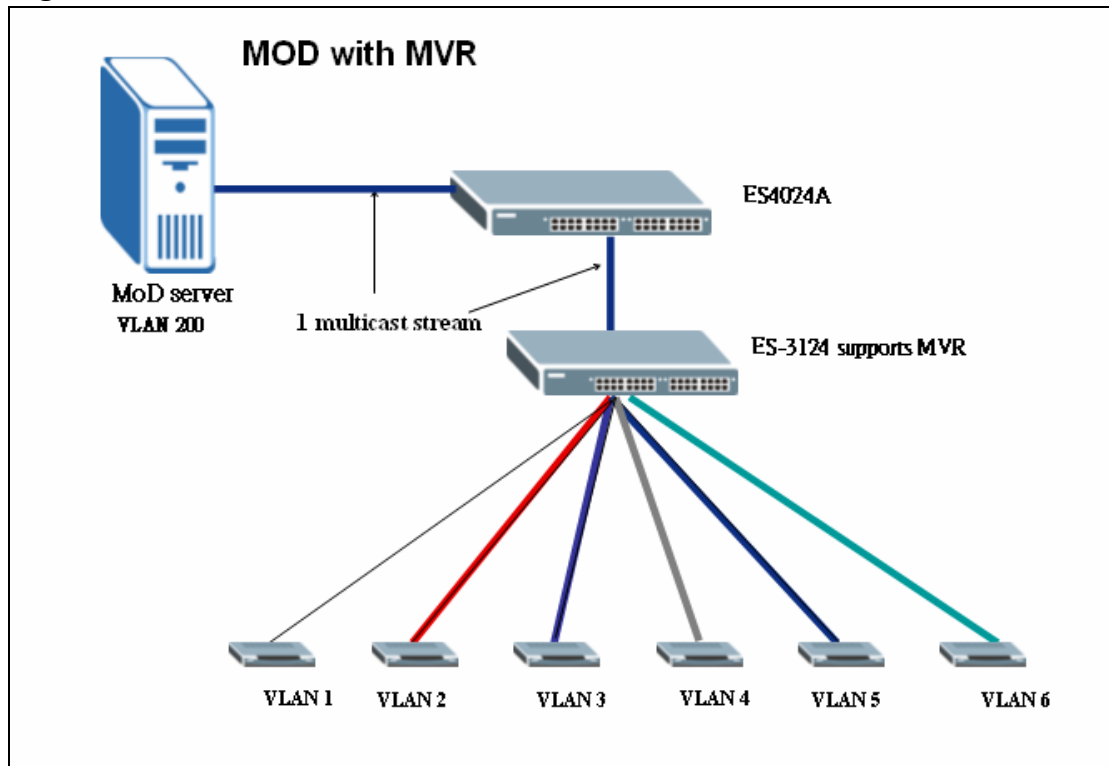 MOD with MVR
ES4024A
MoD server
VLAN 200
1 multicast stream
ES-3124 supports MVR
VLAN 1
VLAN 2
VLAN 3
VLAN 4
VLAN 5
VLAN 6